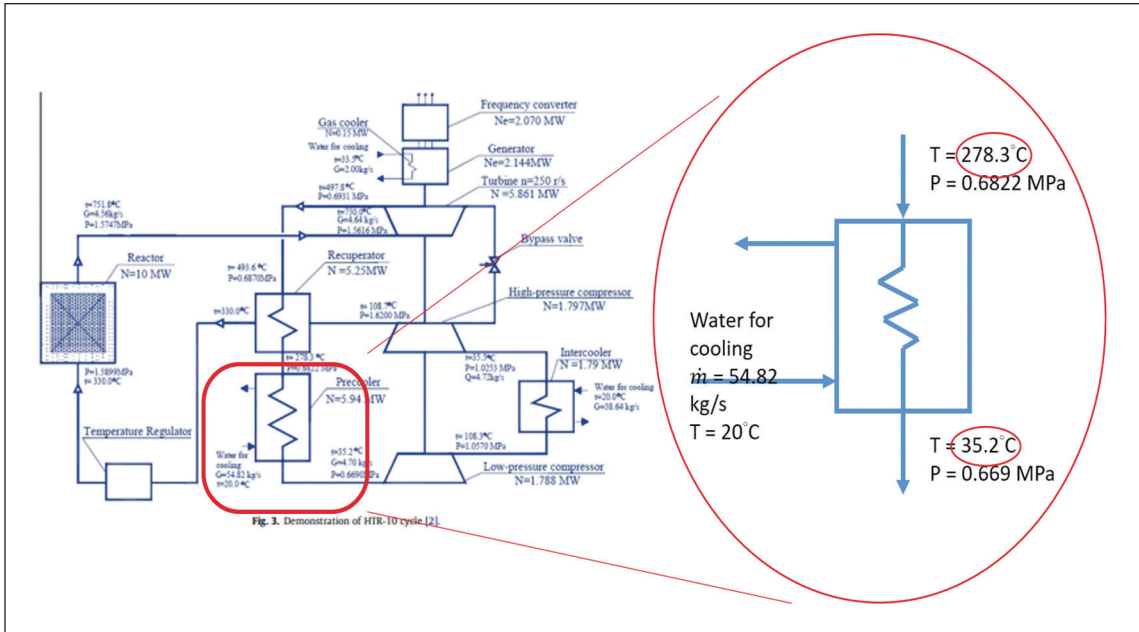 Frequency converter
Ne=2.070 MW
Gas cooler
N=0.15 MW
Water for cooling
t=33.5°C
G=2.00kg/s
Generator
Ne=2.144MW
Turbine n=250 r/s
N =5.861 MW
t=497.8°C
P=0.6931 MPa
t=751.8°C
G=4.56kg/s
P=1.5747MPa
t=750.0°C
G=4.64 kg/s
P=1.5616 MPa
Bypass valve
Reactor
N=10 MW
t= 493.6 °C
P=0.6870MPa
Recuperator
N =5.25MW
t=330.0°C
t= 108.7°C
P=1.6200 MPa
High-pressure compressor
N=1.797MW
t= 278.3 °C
P=0.6822 MPa
t=35.5°C
P=1.0253 MPa
Q=4.72kg/s
Intercooler
N =1.79 MW
Water for cooling
t=20.0°C
G=38.64 kg/s
P=1.5899MPa
t= 330.0°C
Precooler
N=5.94 MW
Temperature Regulator
Water for
cooling
G=54.82 kg/s
t=20.0°C
t=35.2°C
G=4.70 kg/s
P=0.6690MPa
t= 108.3°C
P=1.0570 MPa
Low-pressure compressor
N=1.788 MW
Fig. 3. Demonstration of HTR-10 cycle [2].
T = 278.3°C
P = 0.6822 MPa
Water for
cooling
ṁ = 54.82
kg/s
T = 20°C
T = 35.2°C
P = 0.669 MPa